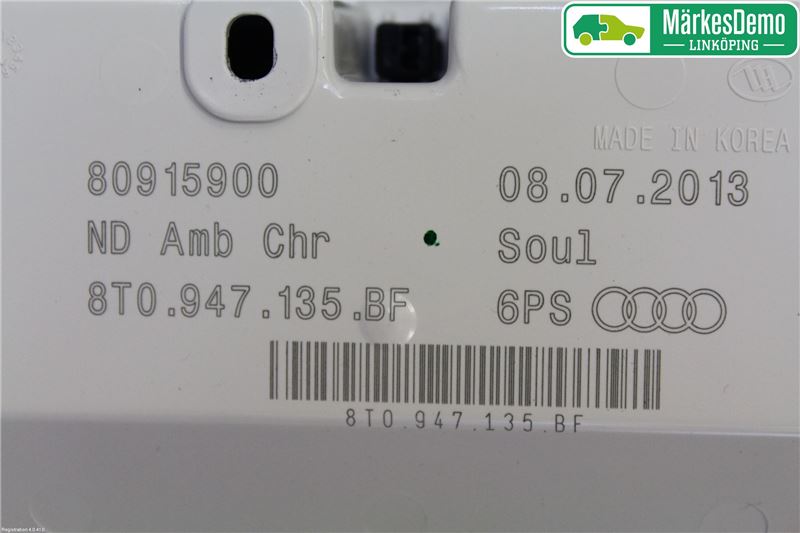 MärkesDemo
LINKÖPING
MADE IN KOREA
80915900
08.07.2013
ND Amb Chr
Soul
8T0.947.135.BF
6PS
8T0.947.135.BF